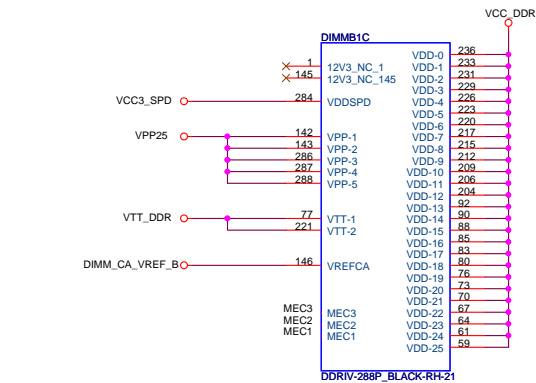 VCC_DDR
DIMMB1C
1 12V3_NC_1
145 12V3_NC_145
VCC3_SPD 284 VDDSPD
VPP25 142 VPP-1
143 VPP-2
286 VPP-3
287 VPP-4
288 VPP-5
VTT_DDR 77 VTT-1
221 VTT-2
DIMM_CA_VREF_B 146 VREFCA
MEC3 MEC3
MEC2 MEC2
MEC1 MEC1
VDD-0 236
VDD-1 233
VDD-2 231
VDD-3 229
VDD-4 226
VDD-5 223
VDD-6 220
VDD-7 217
VDD-8 215
VDD-9 212
VDD-10 209
VDD-11 206
VDD-12 204
VDD-13 92
VDD-14 90
VDD-15 88
VDD-16 85
VDD-17 83
VDD-18 80
VDD-19 76
VDD-20 73
VDD-21 70
VDD-22 67
VDD-23 64
VDD-24 61
VDD-25 59
DDRIV-288P_BLACK-RH-21